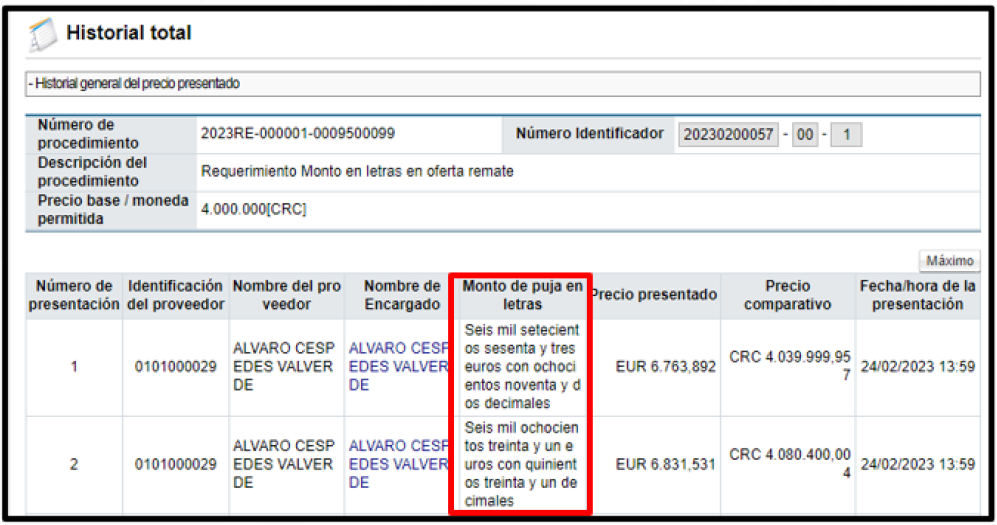 Historial total
- Historial general del precio presentado
Número de
procedimiento
2023RE-000001-0009500099
Número Identificador
20230200057 - 00 - 1
Descripción del
procedimiento
Requerimiento Monto en letras en oferta remate
Precio base / moneda
permitida
4.000.000[CRC]
Máximo
Número de
presentación
Identificación
del proveedor
Nombre del pro
veedor
Nombre de
Encargado
Monto de puja en
letras
Precio presentado
Precio
comparativo
Fecha/hora de la
presentación
1
0101000029
ALVARO CESP
EDES VALVER
DE
ALVARO CESP
EDES VALVER
DE
Seis mil setecient
os sesenta y tres
euros con ochoci
entos noventa y d
os decimales
EUR 6.763,892
CRC 4.039.999,95
7
24/02/2023 13:59
2
0101000029
ALVARO CESP
EDES VALVER
DE
ALVARO CESP
EDES VALVER
DE
Seis mil ochocien
tos treinta y un e
uros con quinient
os treinta y un de
cimales
EUR 6.831,531
CRC 4.080.400,00
4
24/02/2023 13:59